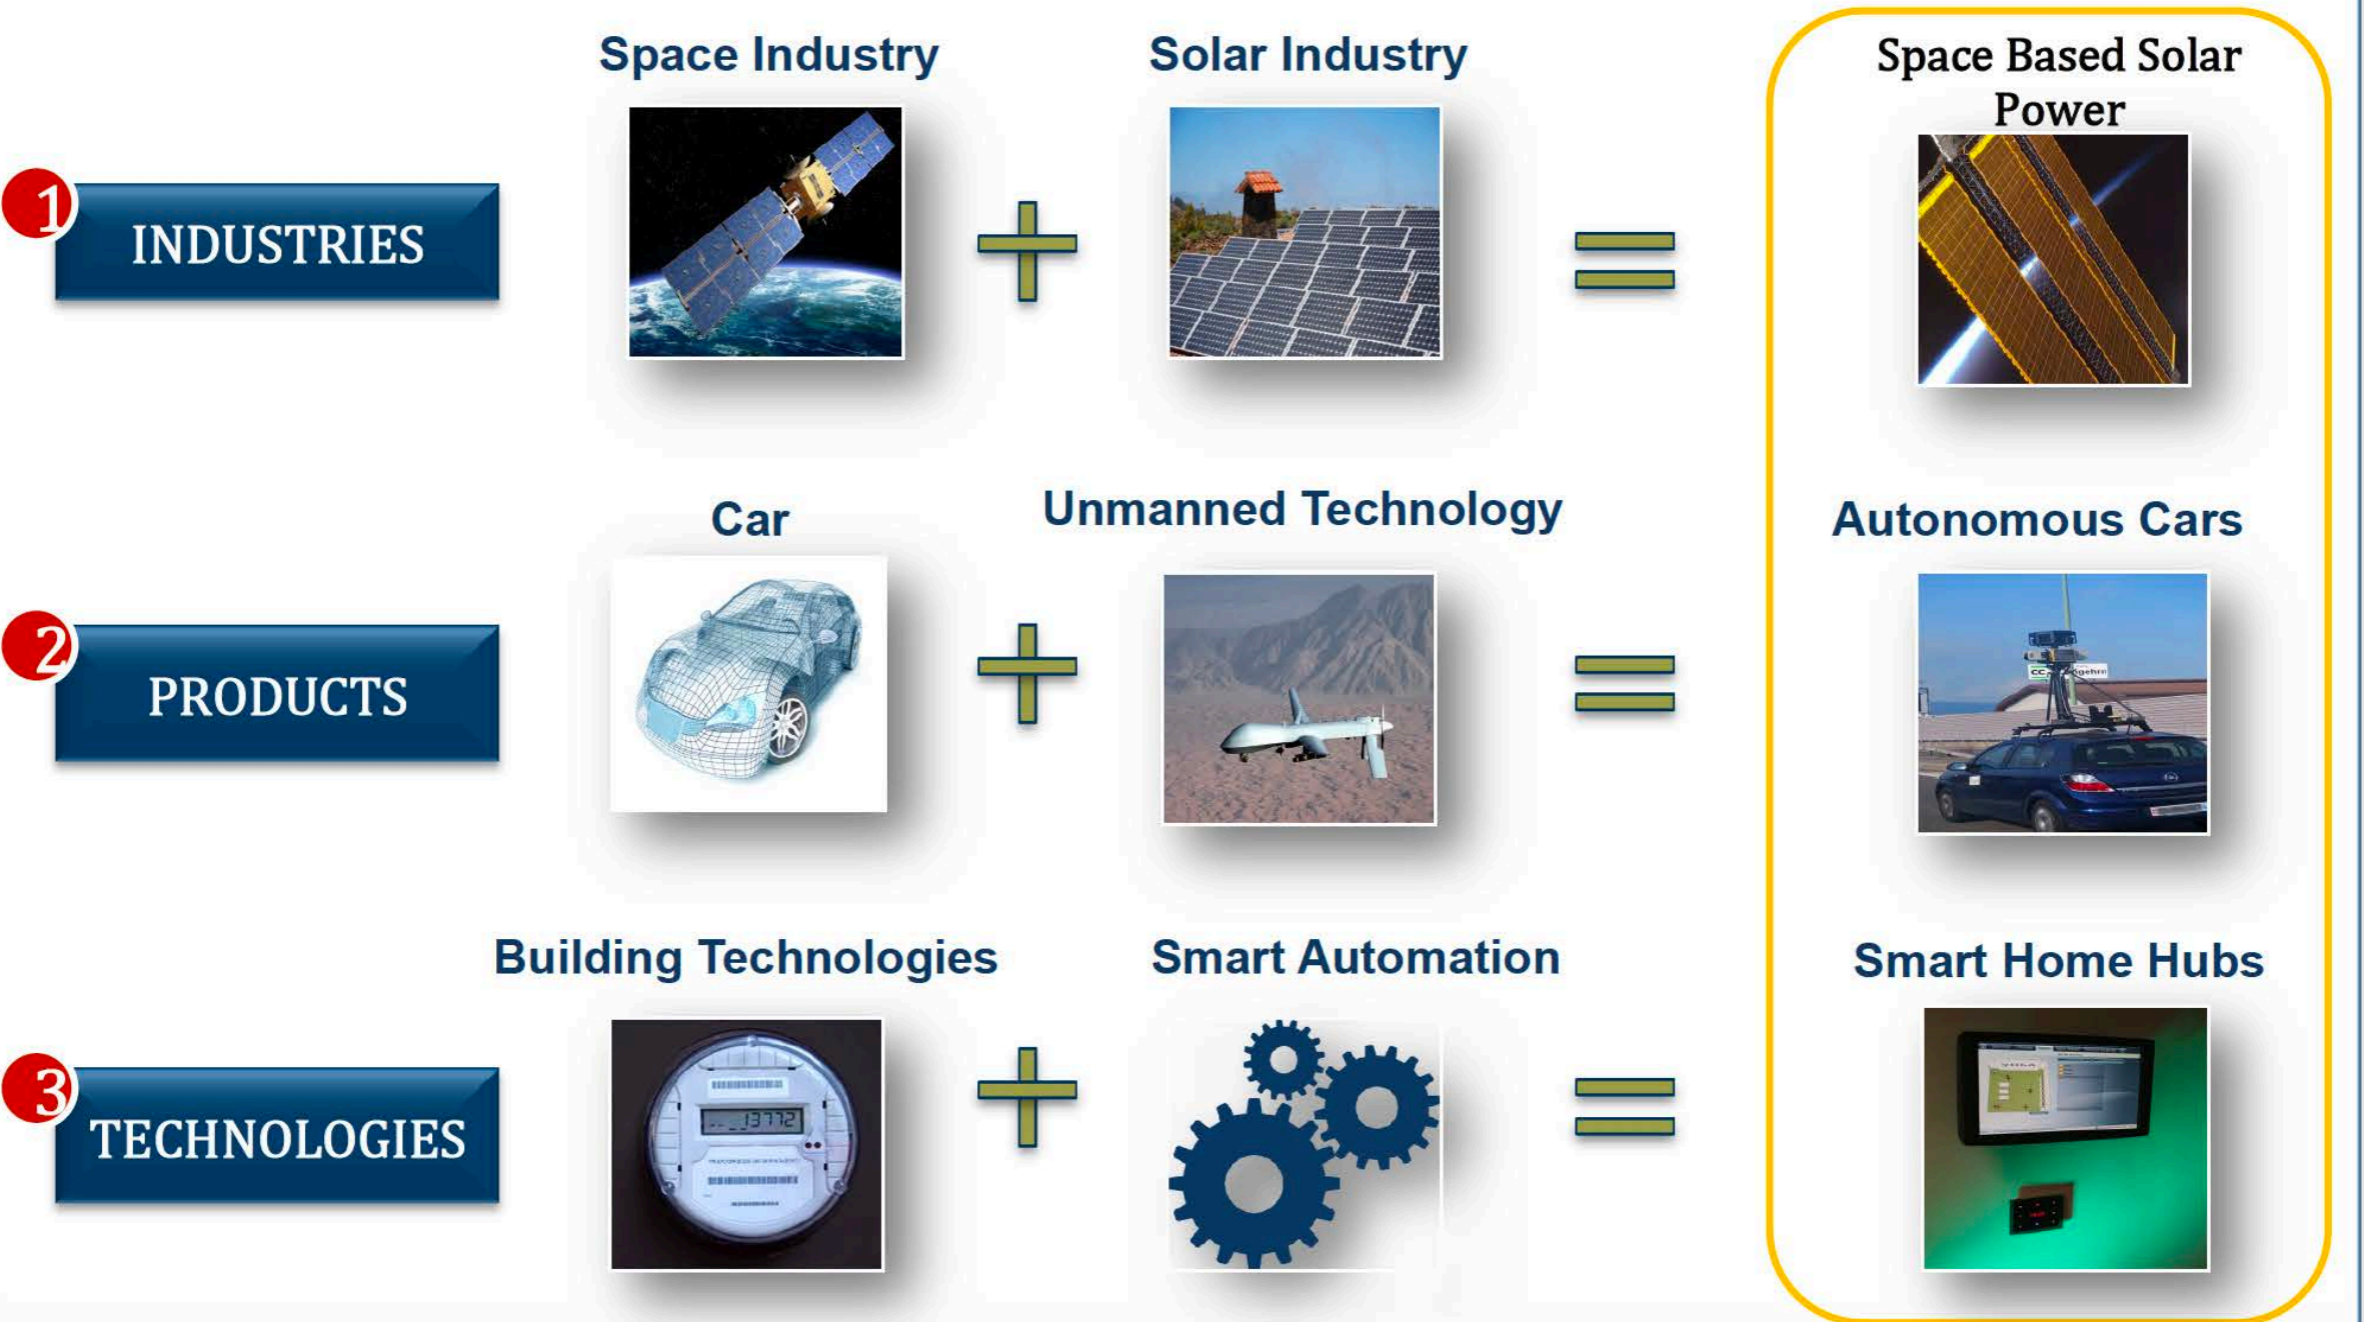 Space Industry
Solar Industry
Space Based Solar
Power
1
INDUSTRIES
Car
Unmanned Technology
Autonomous Cars
2
PRODUCTS
Building Technologies
Smart Automation
Smart Home Hubs
3
TECHNOLOGIES
13772